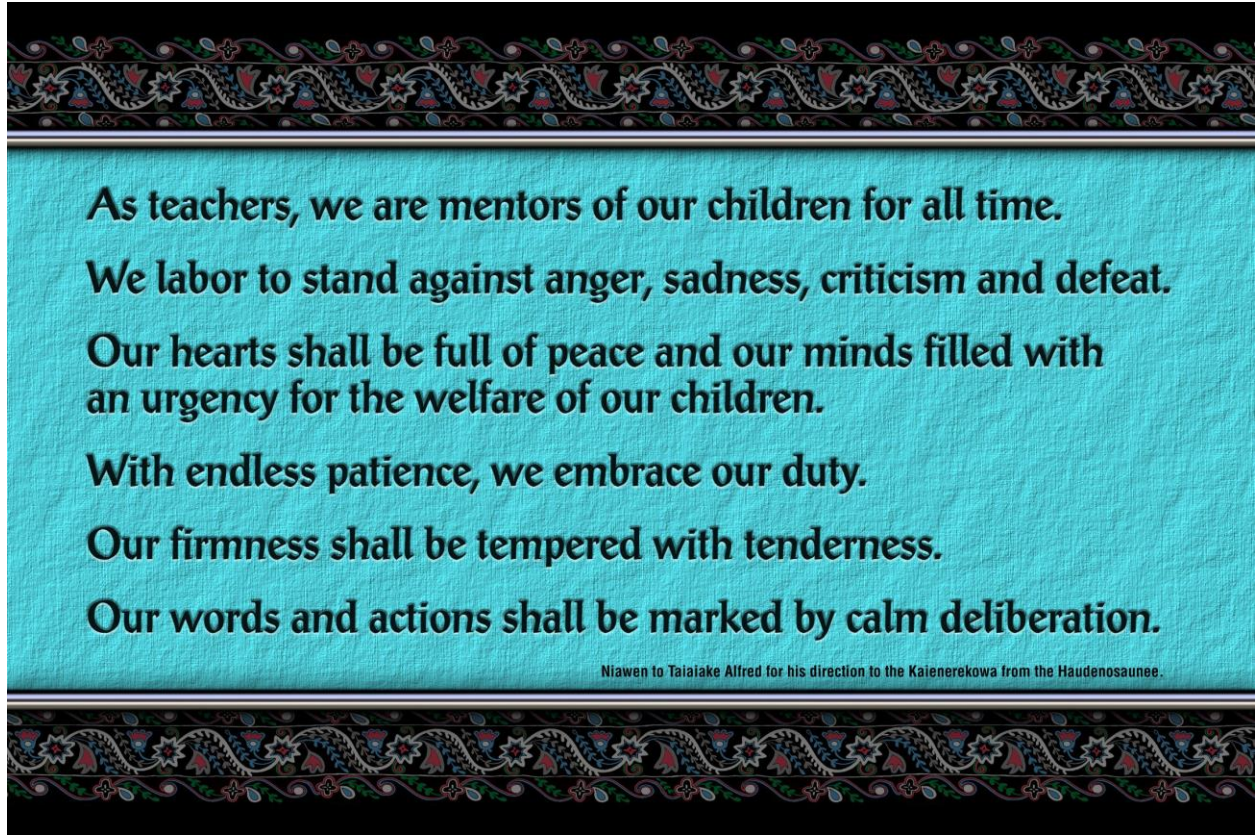 As teachers, we are mentors of our children for all time.
We labor to stand against anger, sadness, criticism and defeat.
Our hearts shall be full of peace and our minds filled with
an urgency for the welfare of our children.
With endless patience, we embrace our duty.
Our firmness shall be tempered with tenderness.
Our words and actions shall be marked by calm deliberation.
Niawen to Taiaiake Alfred for his direction to the Kaienerekowa from the Haudenosaunee.